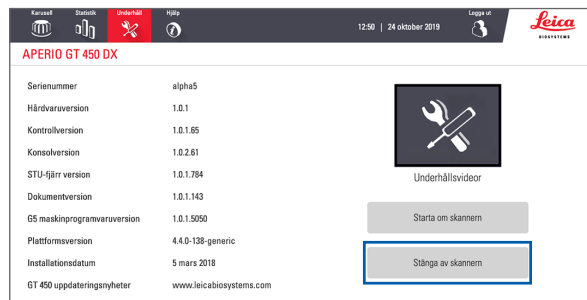 Karusell Statistik Underhåll Hjälp 12:50 | 24 oktober 2019 Logga ut
Leica
BIOSYSTEMS
APERIO GT 450 DX
Serienummer alpha5
Hårdvaruversion 1.0.1
Kontrollversion 1.0.1.65
Konsolversion 1.0.2.61
STU-fjärr version 1.0.1.784
Dokumentversion 1.0.1.143
G5 maskinprogramvaruversion 1.0.1.5050
Plattformsversion 4.4.0-138-generic
Installationsdatum 5 mars 2018
GT 450 uppdateringsnyheter www.leicabiosystems.com
Underhållsvideor
Starta om skannern
Stänga av skannern